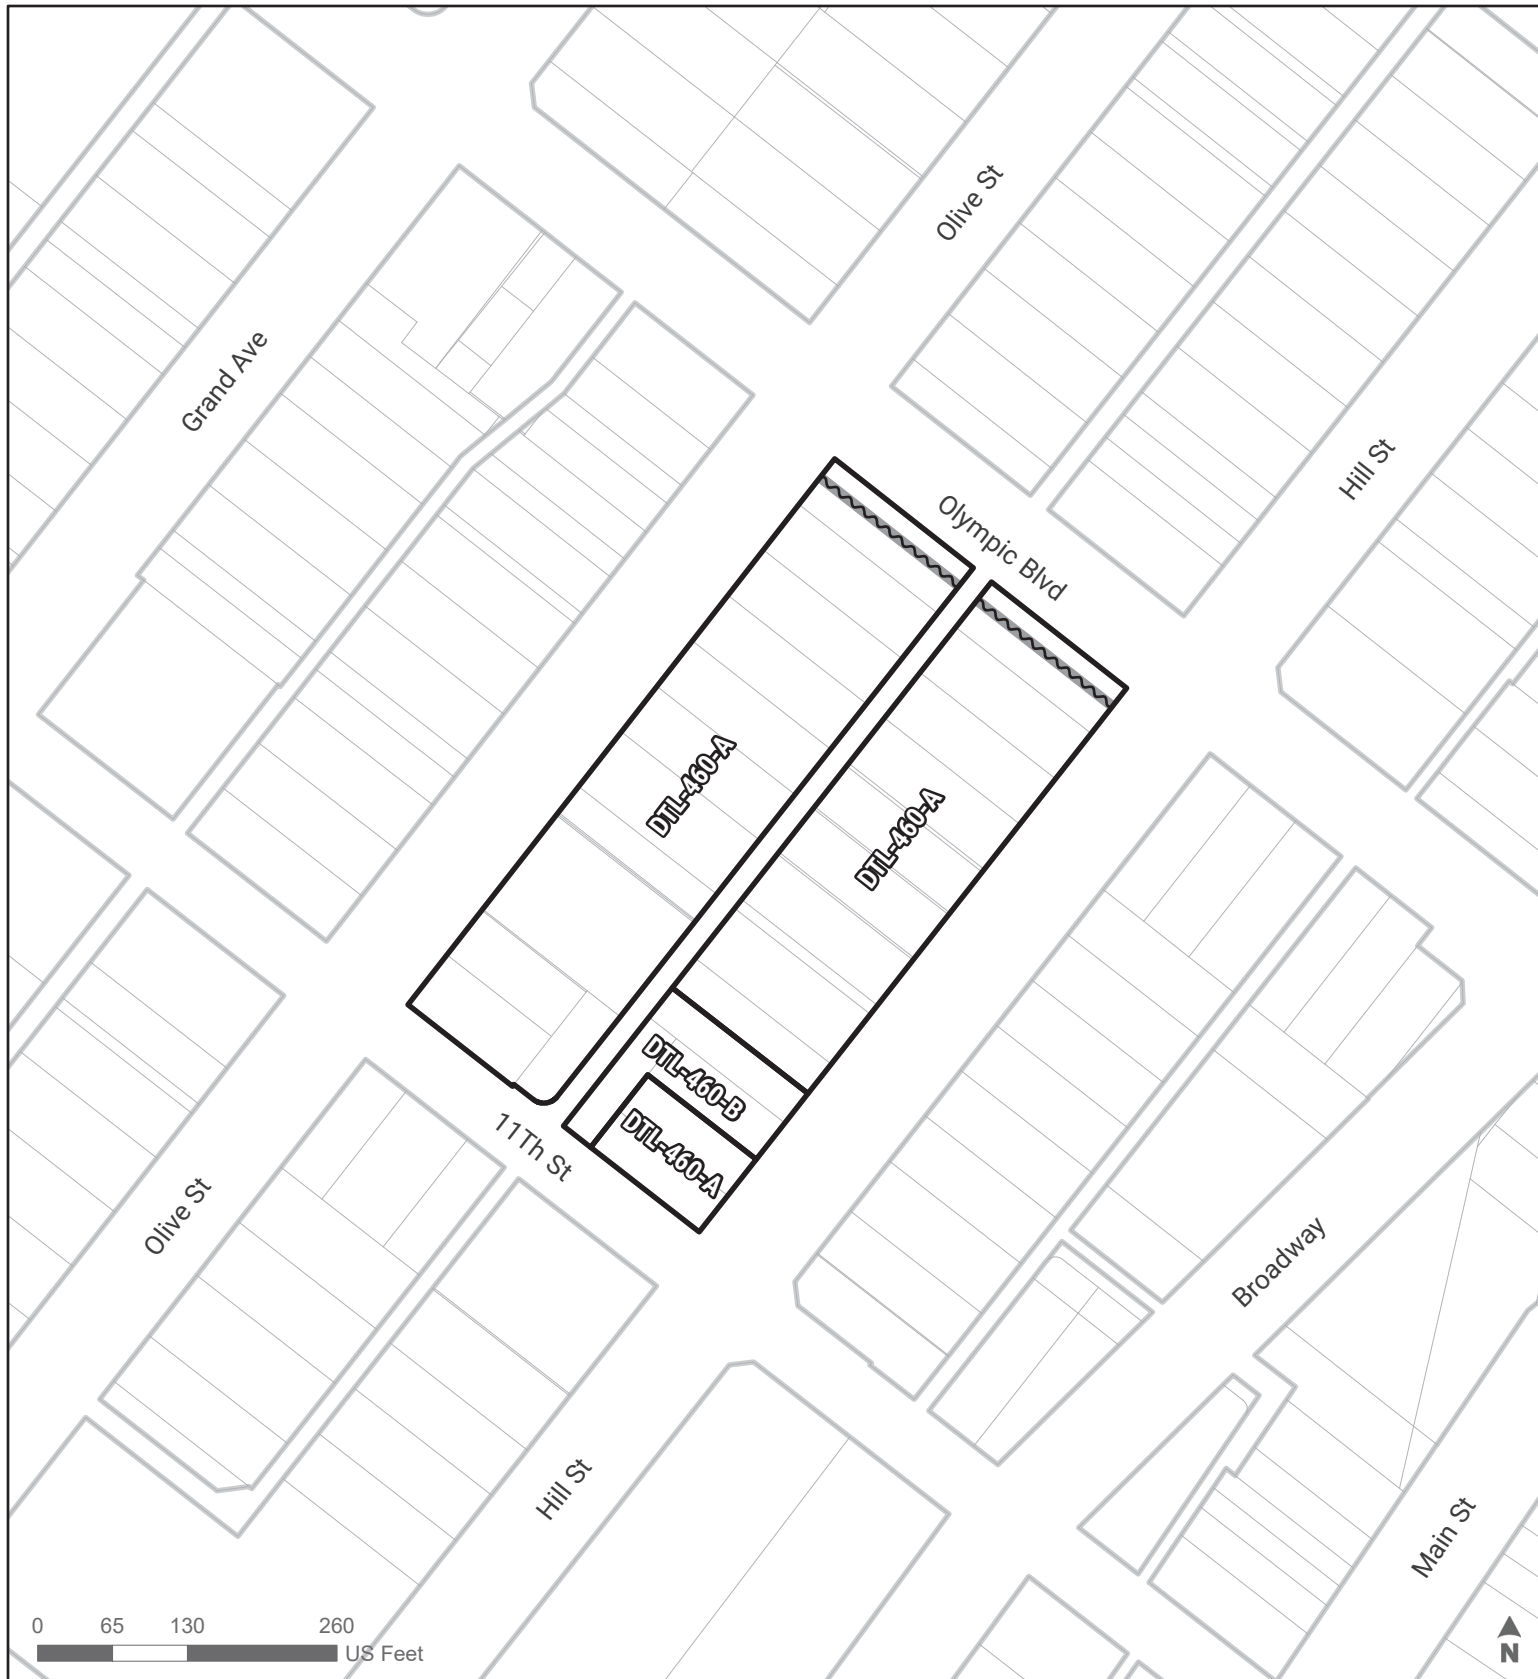 Olive St
Grand Ave
Hill St
Olympic Blvd
DTL-460-A
DTL-460-A
DTL-460-B
DTL-460-A
11Th St
Olive St
Broadway
Hill St
Main St
0 65 130 260
US Feet
N